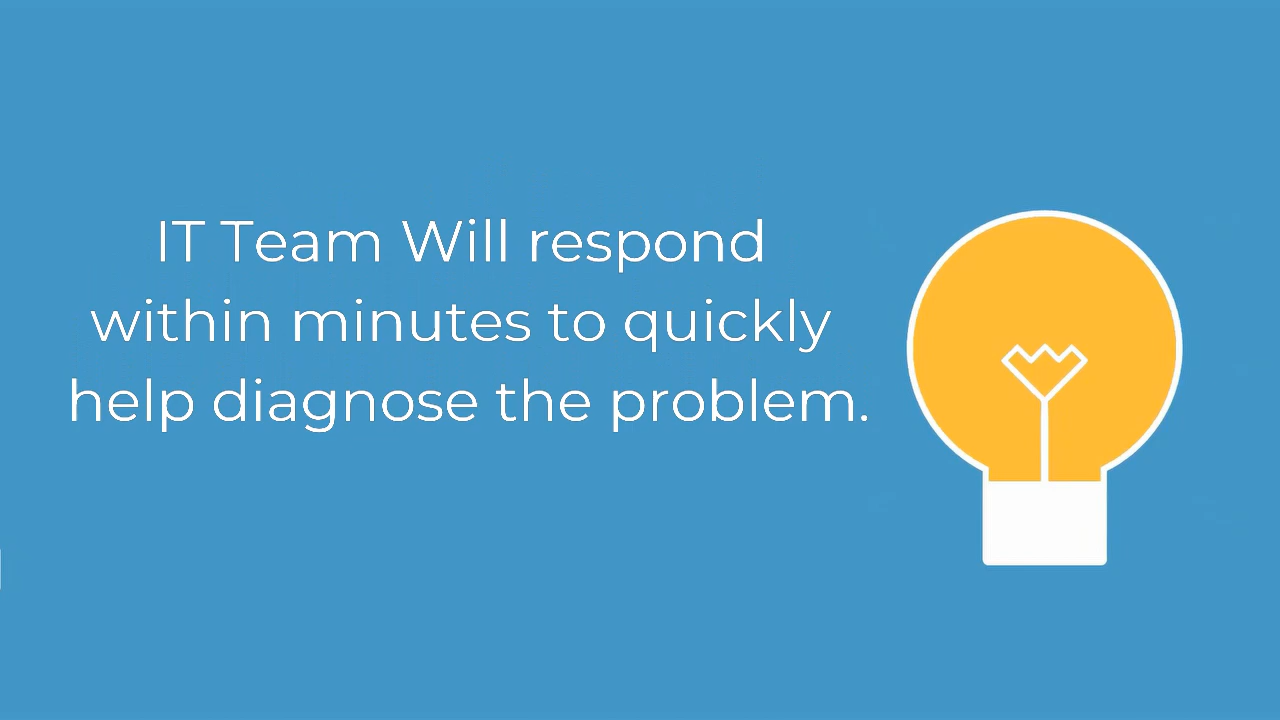 IT Team Will respond
within minutes to quickly
help diagnose the problem.